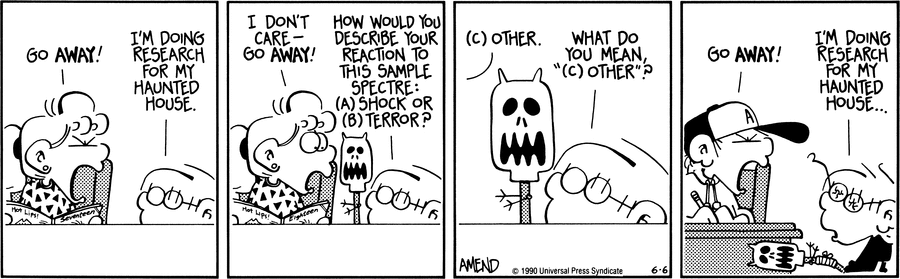 GO AWAY!
I'M DOING
RESEARCH
FOR MY
HAUNTED
HOUSE.
HOT LIPS!
Seventeen
I DON'T
CARE—
GO AWAY!
HOW WOULD YOU
DESCRIBE YOUR
REACTION TO
THIS SAMPLE
SPECTRE:
(A) SHOCK OR
(B) TERROR?
HOT LIPS!
Eighteen
(C) OTHER.
WHAT DO
YOU MEAN,
"(C) OTHER"?
AMEND
© 1990 Universal Press Syndicate
6-6
GO AWAY!
I'M DOING
RESEARCH
FOR MY
HAUNTED
HOUSE...
A